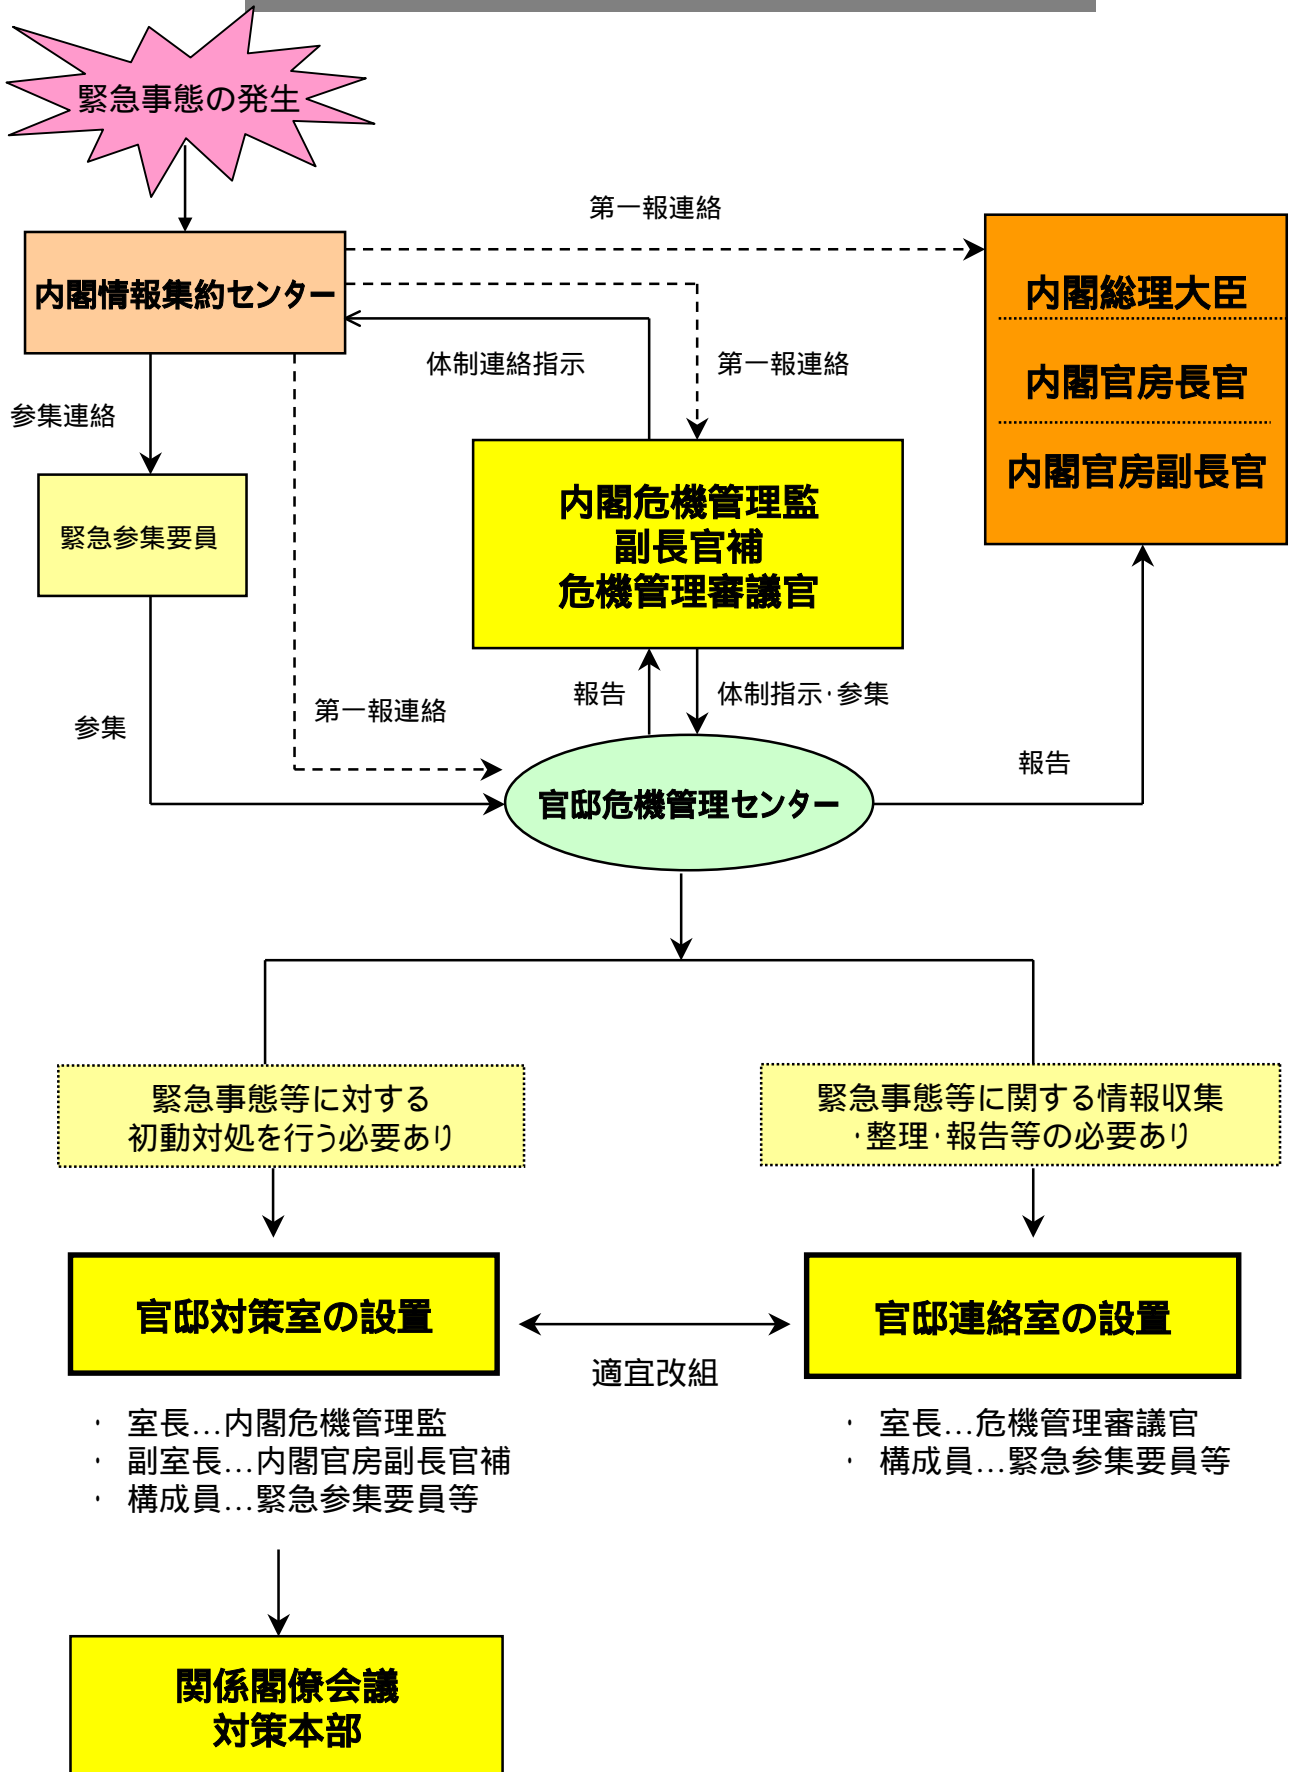 緊急事態の発生
第一報連絡
内閣情報集約センター
内閣総理大臣
内閣官房長官
内閣官房副長官
体制連絡指示
第一報連絡
参集連絡
緊急参集要員
内閣危機管理監
副長官補
危機管理審議官
参集
第一報連絡
報告
体制指示・参集
報告
官邸危機管理センター
緊急事態等に対する
初動対処を行う必要あり
緊急事態等に関する情報収集
・整理・報告等の必要あり
官邸対策室の設置
官邸連絡室の設置
適宜改組
・ 室長…内閣危機管理監
・ 副室長…内閣官房副長官補
・ 構成員…緊急参集要員等
・ 室長…危機管理審議官
・ 構成員…緊急参集要員等
関係閣僚会議
対策本部